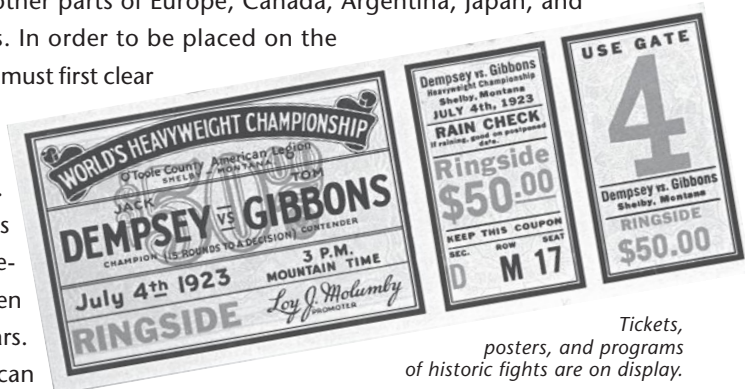 other parts of Europe, Canada, Argentina, Japan, and
s. In order to be placed on the
must first clear
s
e-
en
rs.
can
WORLD'S HEAVYWEIGHT CHAMPIONSHIP
Toole County American Legion
SHELBY - MONTANA
JACK TOM
DEMPSEY VS GIBBONS
CHAMPION (15 ROUNDS TO A DECISION) CONTENDER
July 4th 1923
3 P.M.
MOUNTAIN TIME
RINGSIDE
Loy J. Molumby
PROMOTER
Dempsey vs. Gibbons
Heavyweight Championship
Shelby, Montana
JULY 4th, 1923
RAIN CHECK
If raining, good on postponed
date.
Ringside
$50.00
KEEP THIS COUPON
SEC. ROW SEAT
D M 17
USE GATE
4
Dempsey vs. Gibbons
Shelby, Montana
RINGSIDE
$50.00
Tickets,
posters, and programs
of historic fights are on display.